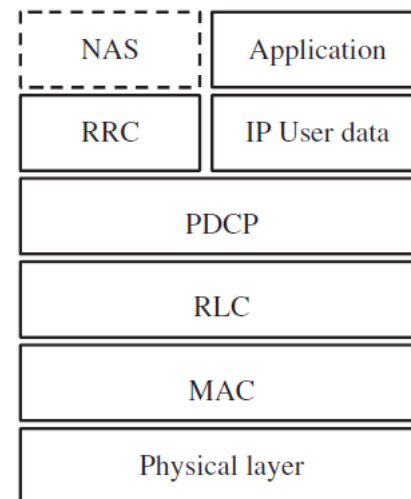 NAS
Application
RRC
IP User data
PDCP
RLC
MAC
Physical layer